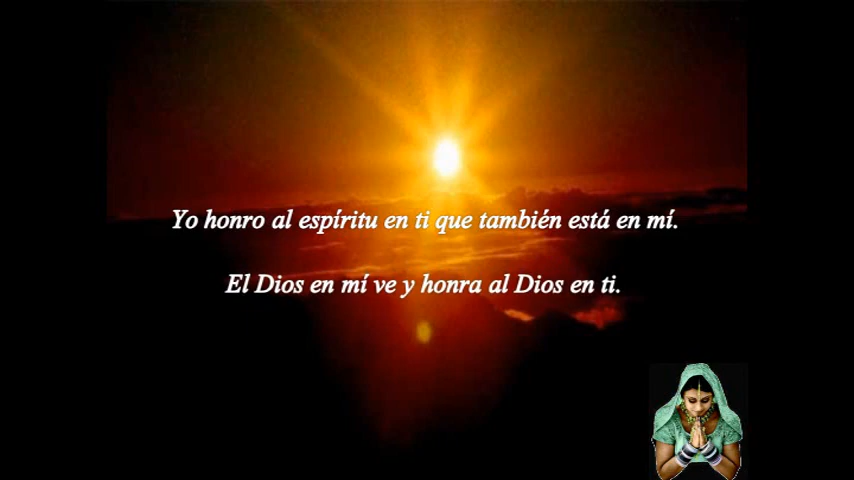 Yo honro al espíritu en ti que también está en mí.
El Dios en mí ve y honra al Dios en ti.